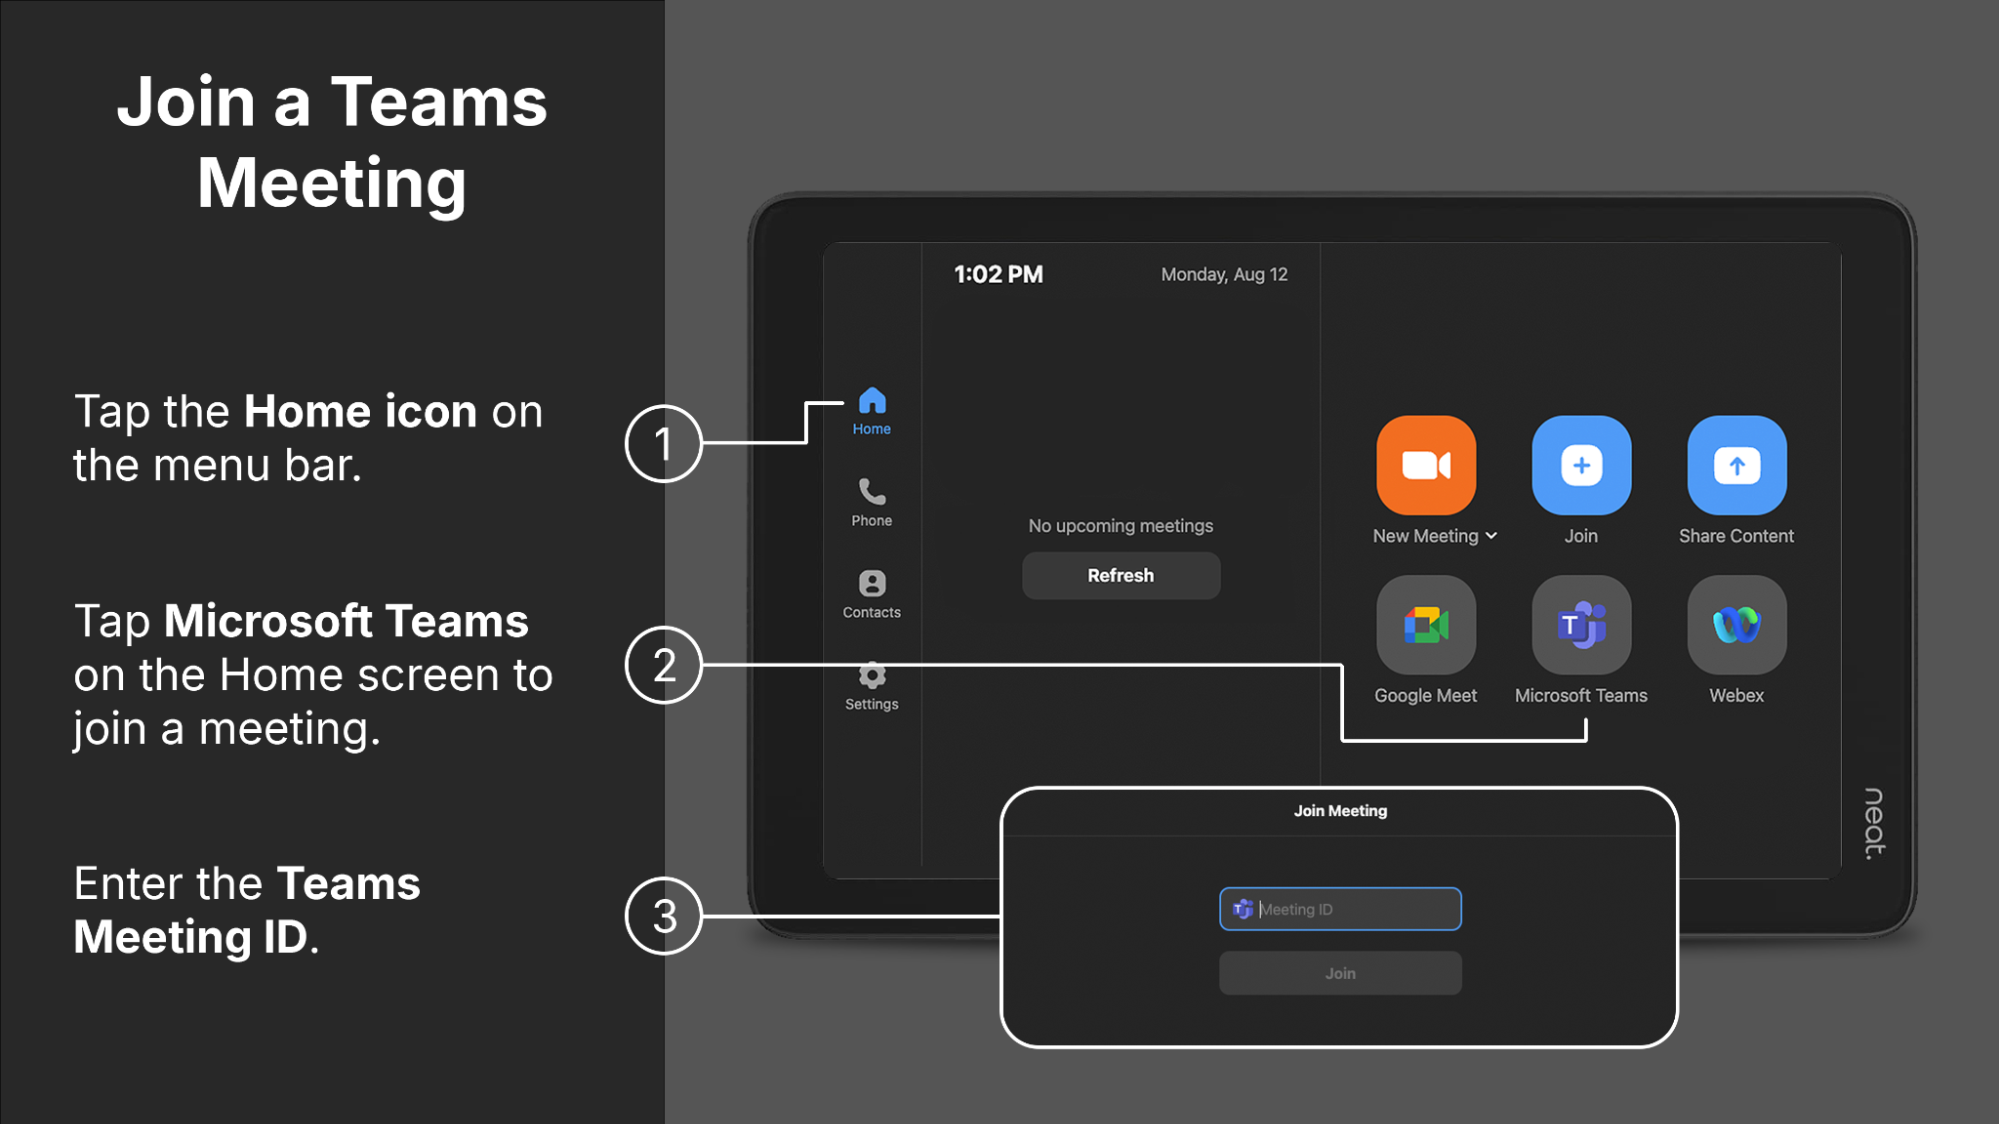 Join a Teams
Meeting
Tap the Home icon on
the menu bar.
1
Tap Microsoft Teams
on the Home screen to
join a meeting.
2
Enter the Teams
Meeting ID.
3
1:02 PM
Monday, Aug 12
Home
Phone
Contacts
Settings
No upcoming meetings
Refresh
New Meeting
Join
Share Content
Google Meet
Microsoft Teams
Webex
T
neat.
Join Meeting
T
Meeting ID
Join